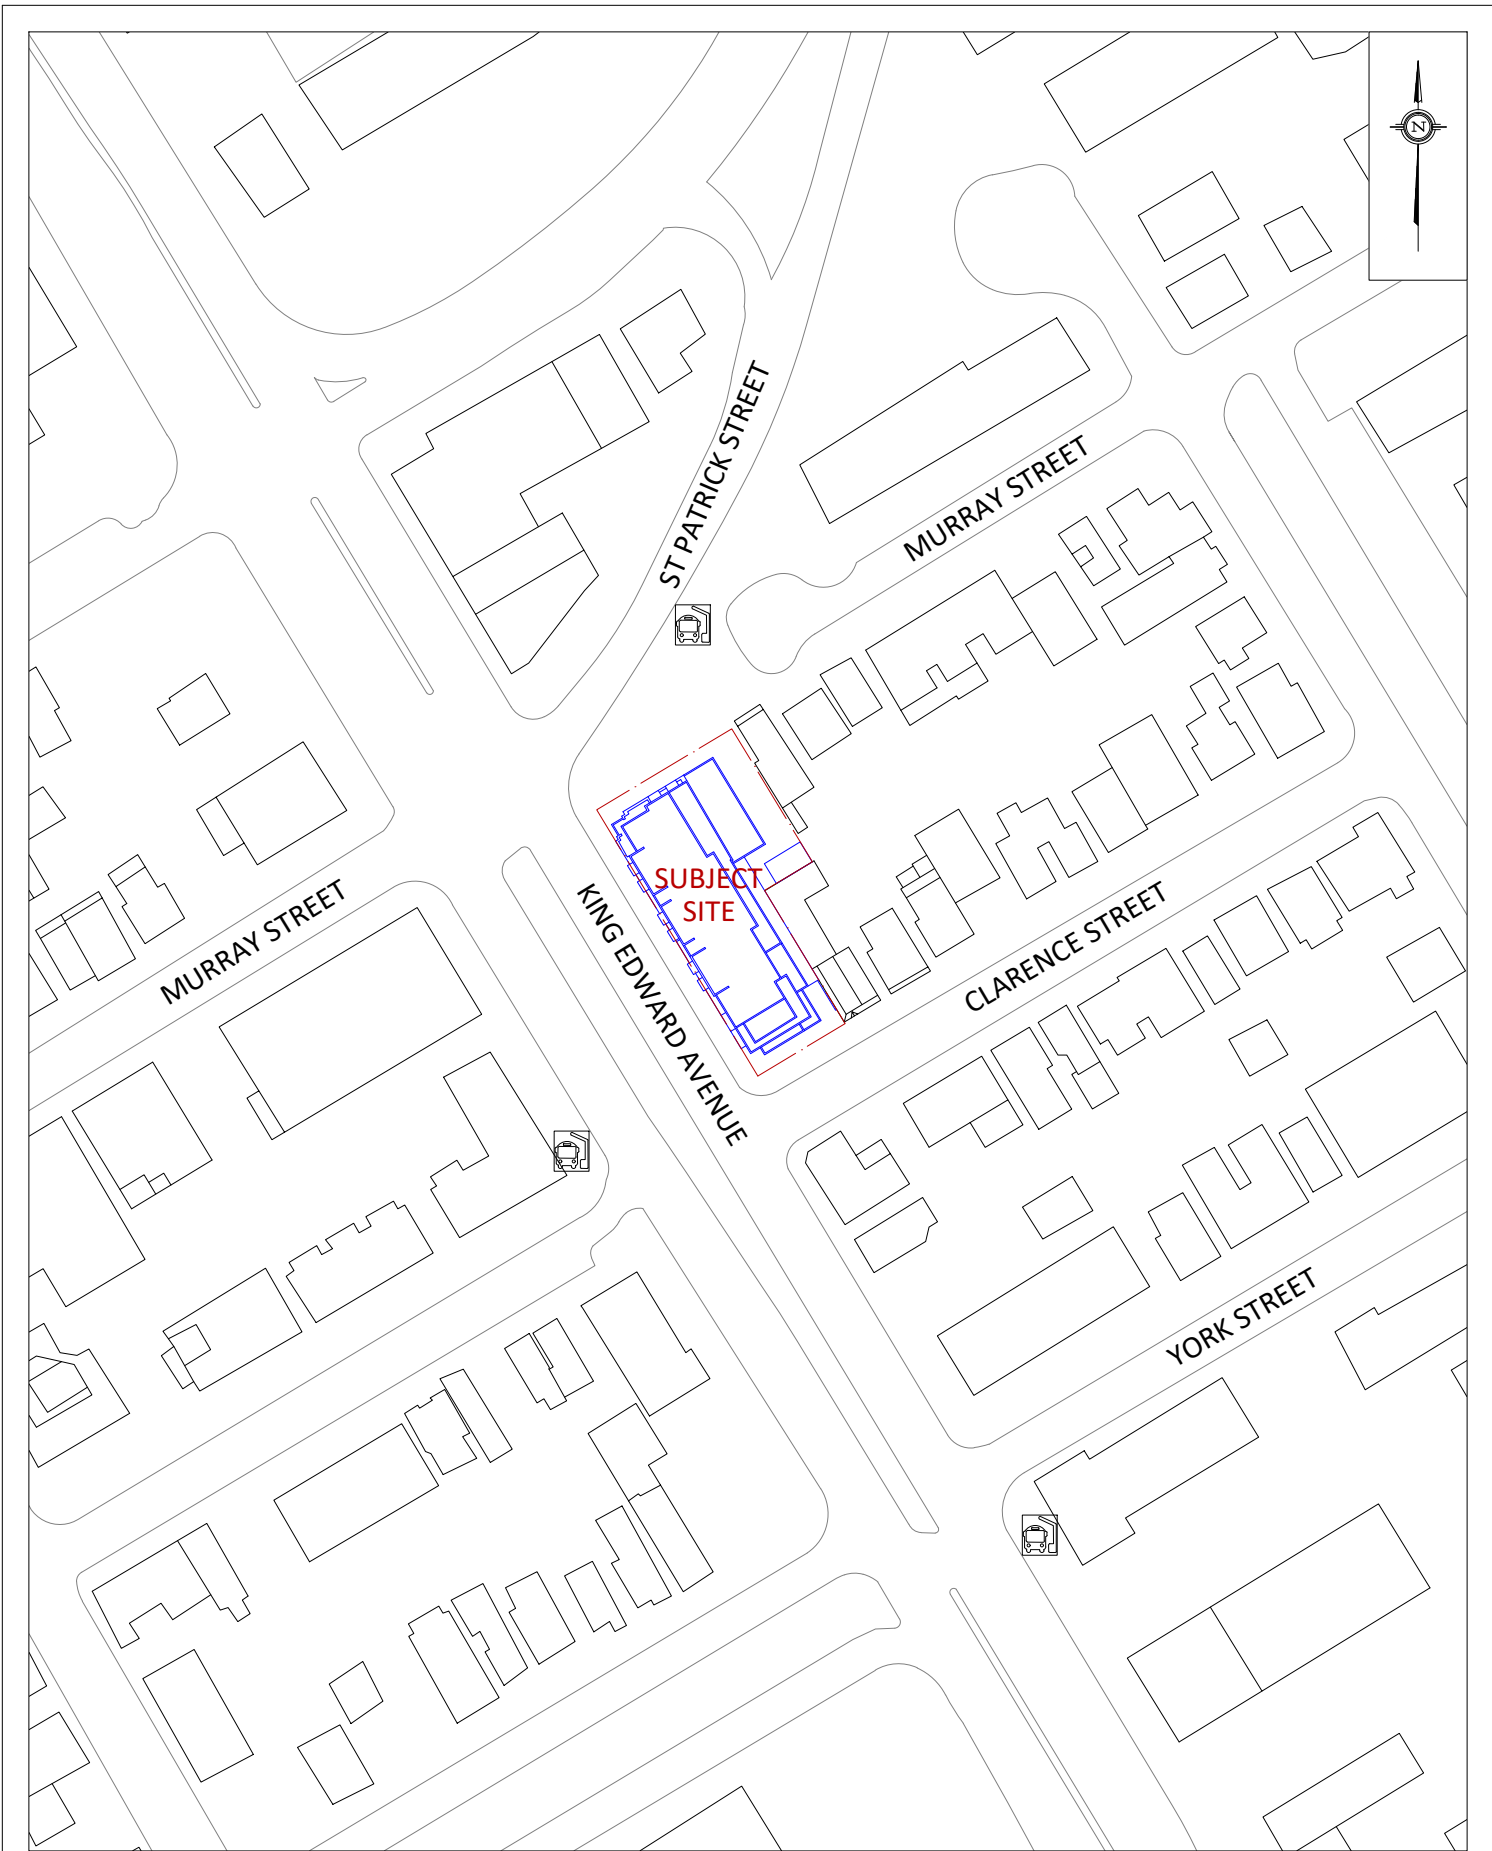 N
ST PATRICK STREET
MURRAY STREET
SUBJECT
SITE
MURRAY STREET
KING EDWARD AVENUE
CLARENCE STREET
YORK STREET